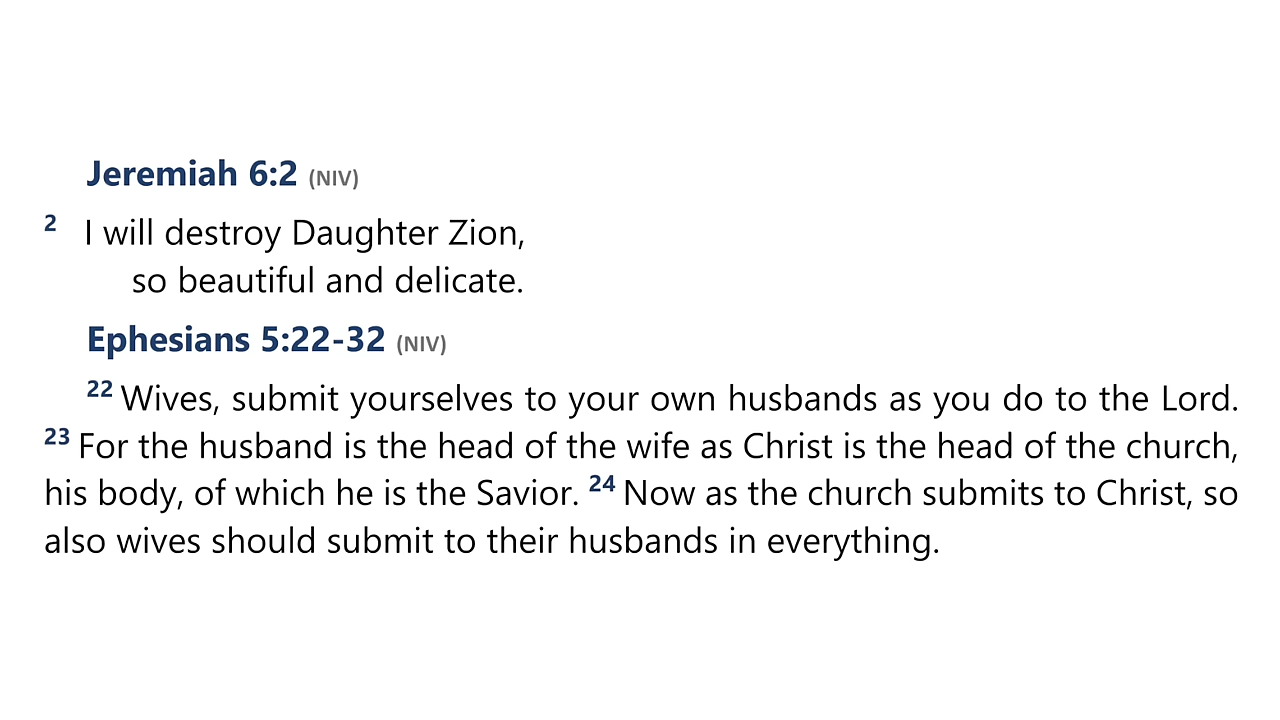 Jeremiah 6:2 (NIV)
2 I will destroy Daughter Zion,
so beautiful and delicate.
Ephesians 5:22-32 (NIV)
22 Wives, submit yourselves to your own husbands as you do to the Lord.
23 For the husband is the head of the wife as Christ is the head of the church,
his body, of which he is the Savior. 24 Now as the church submits to Christ, so
also wives should submit to their husbands in everything.